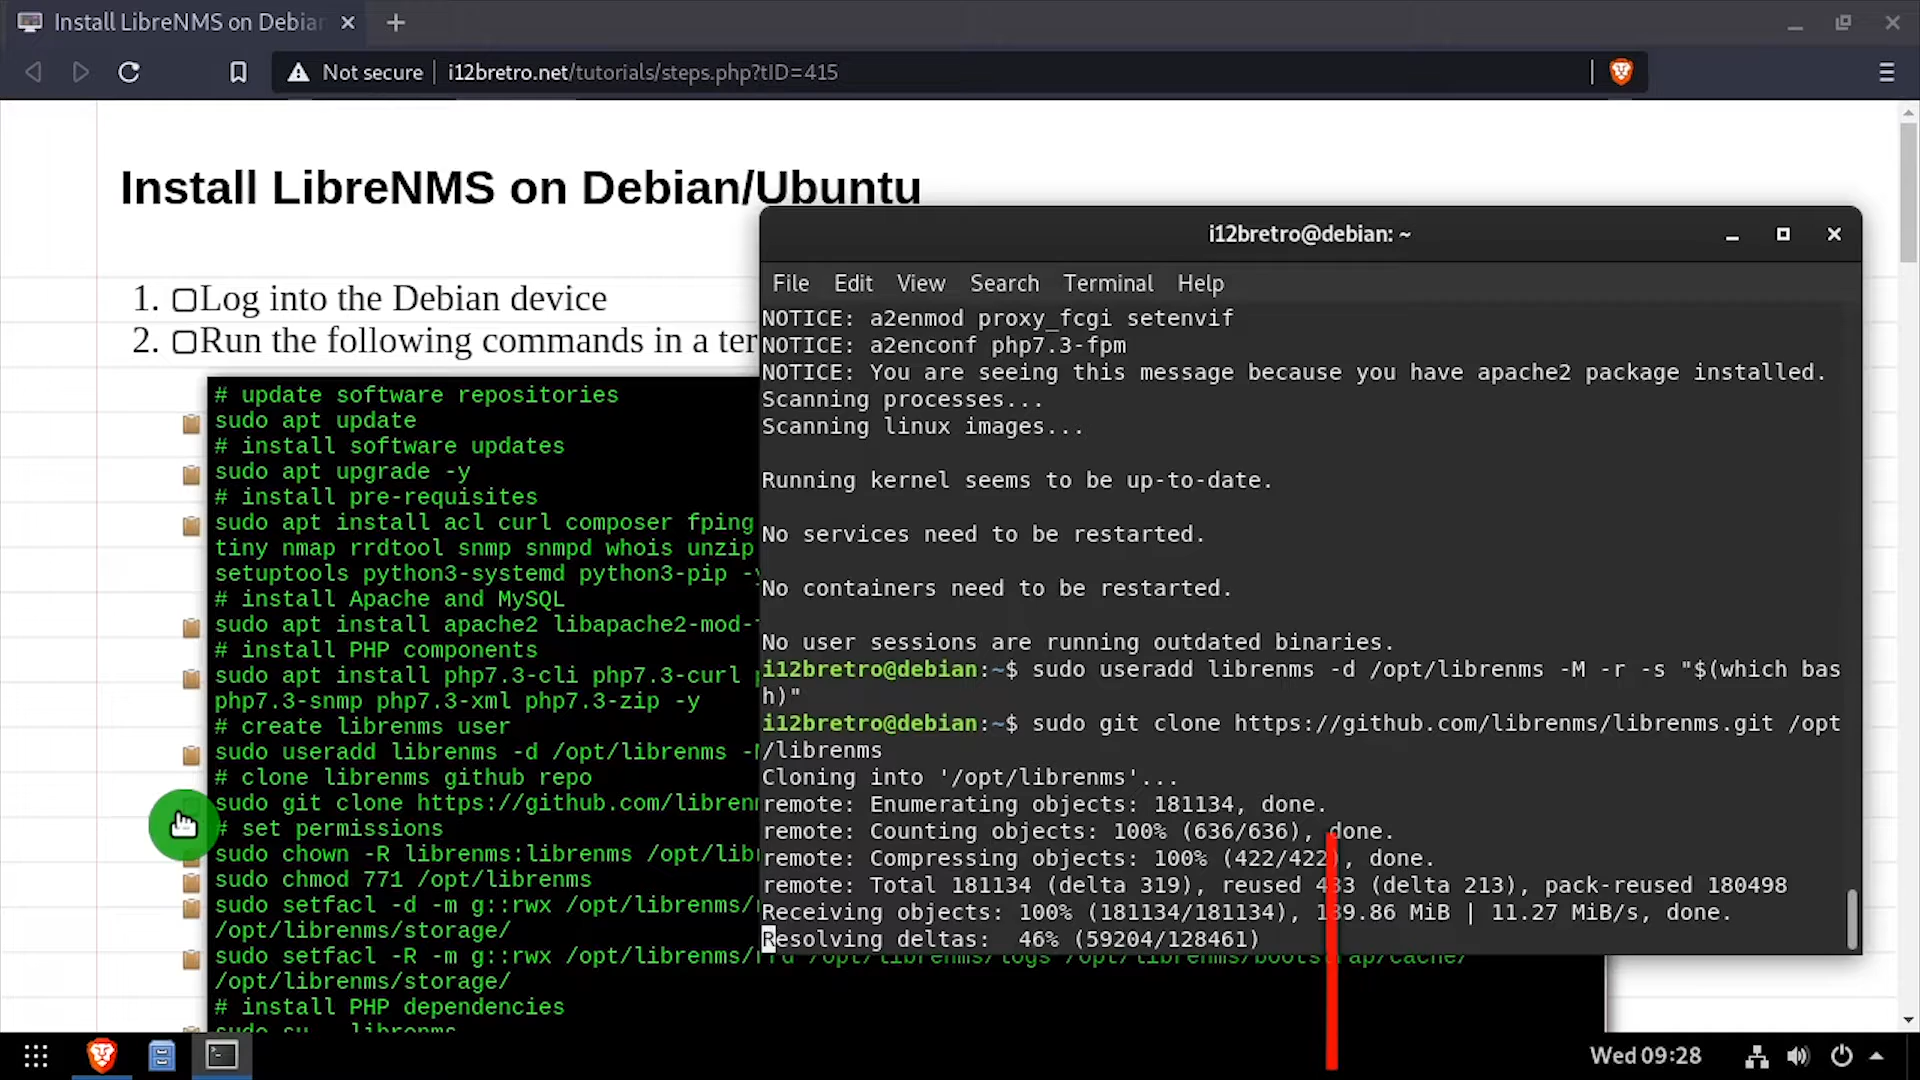 Install LibreNMS on Debian
Not secure
i12bretro.net/tutorials/steps.php?tID=415
Install LibreNMS on Debian/Ubuntu
1. Log into the Debian device
2. Run the following commands in a ter
# update software repositories
sudo apt update
# install software updates
sudo apt upgrade -y
# install pre-requisites
sudo apt install acl curl composer fping
tiny nmap rrdtool snmp snmpd whois unzip
setuptools python3-systemd python3-pip -y
# install Apache and MySQL
sudo apt install apache2 libapache2-mod-
# install PHP components
sudo apt install php7.3-cli php7.3-curl
php7.3-snmp php7.3-xml php7.3-zip -y
# create librenms user
sudo useradd librenms -d /opt/librenms -M
# clone librenms github repo
sudo git clone https://github.com/libren
# set permissions
sudo chown -R librenms:librenms /opt/lib
sudo chmod 771 /opt/librenms
sudo setfacl -d -m g::rwx /opt/librenms/r
/opt/librenms/storage/
sudo setfacl -R -m g::rwx /opt/librenms/rrd /opt/librenms/logs /opt/librenms/bootstrap/cache/
/opt/librenms/storage/
# install PHP dependencies
sudo su - librenms
i12bretro@debian: ~
File Edit View Search Terminal Help
NOTICE: a2enmod proxy_fcgi setenvif
NOTICE: a2enconf php7.3-fpm
NOTICE: You are seeing this message because you have apache2 package installed.
Scanning processes...
Scanning linux images...
Running kernel seems to be up-to-date.
No services need to be restarted.
No containers need to be restarted.
No user sessions are running outdated binaries.
i12bretro@debian:~$ sudo useradd librenms -d /opt/librenms -M -r -s "$(which bas
h)"
i12bretro@debian:~$ sudo git clone https://github.com/librenms/librenms.git /opt
/librenms
Cloning into '/opt/librenms'...
remote: Enumerating objects: 181134, done.
remote: Counting objects: 100% (636/636), done.
remote: Compressing objects: 100% (422/422), done.
remote: Total 181134 (delta 319), reused 433 (delta 213), pack-reused 180498
Receiving objects: 100% (181134/181134), 139.86 MiB | 11.27 MiB/s, done.
Resolving deltas:  46% (59204/128461)
Wed 09:28